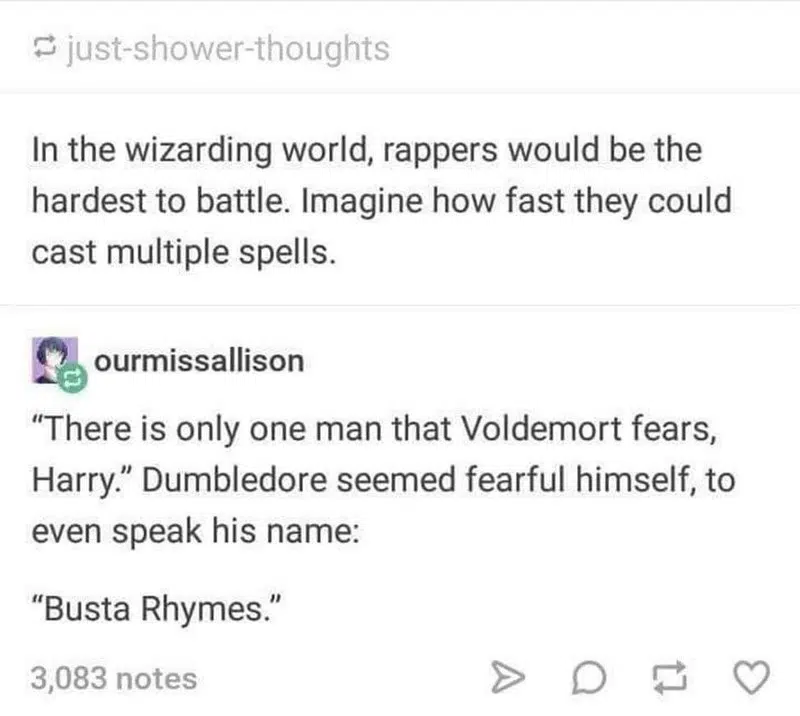 just-shower-thoughts
In the wizarding world, rappers would be the
hardest to battle. Imagine how fast they could
cast multiple spells.
ourmissallison
“There is only one man that Voldemort fears,
Harry.” Dumbledore seemed fearful himself, to
even speak his name:
“Busta Rhymes.”
3,083 notes